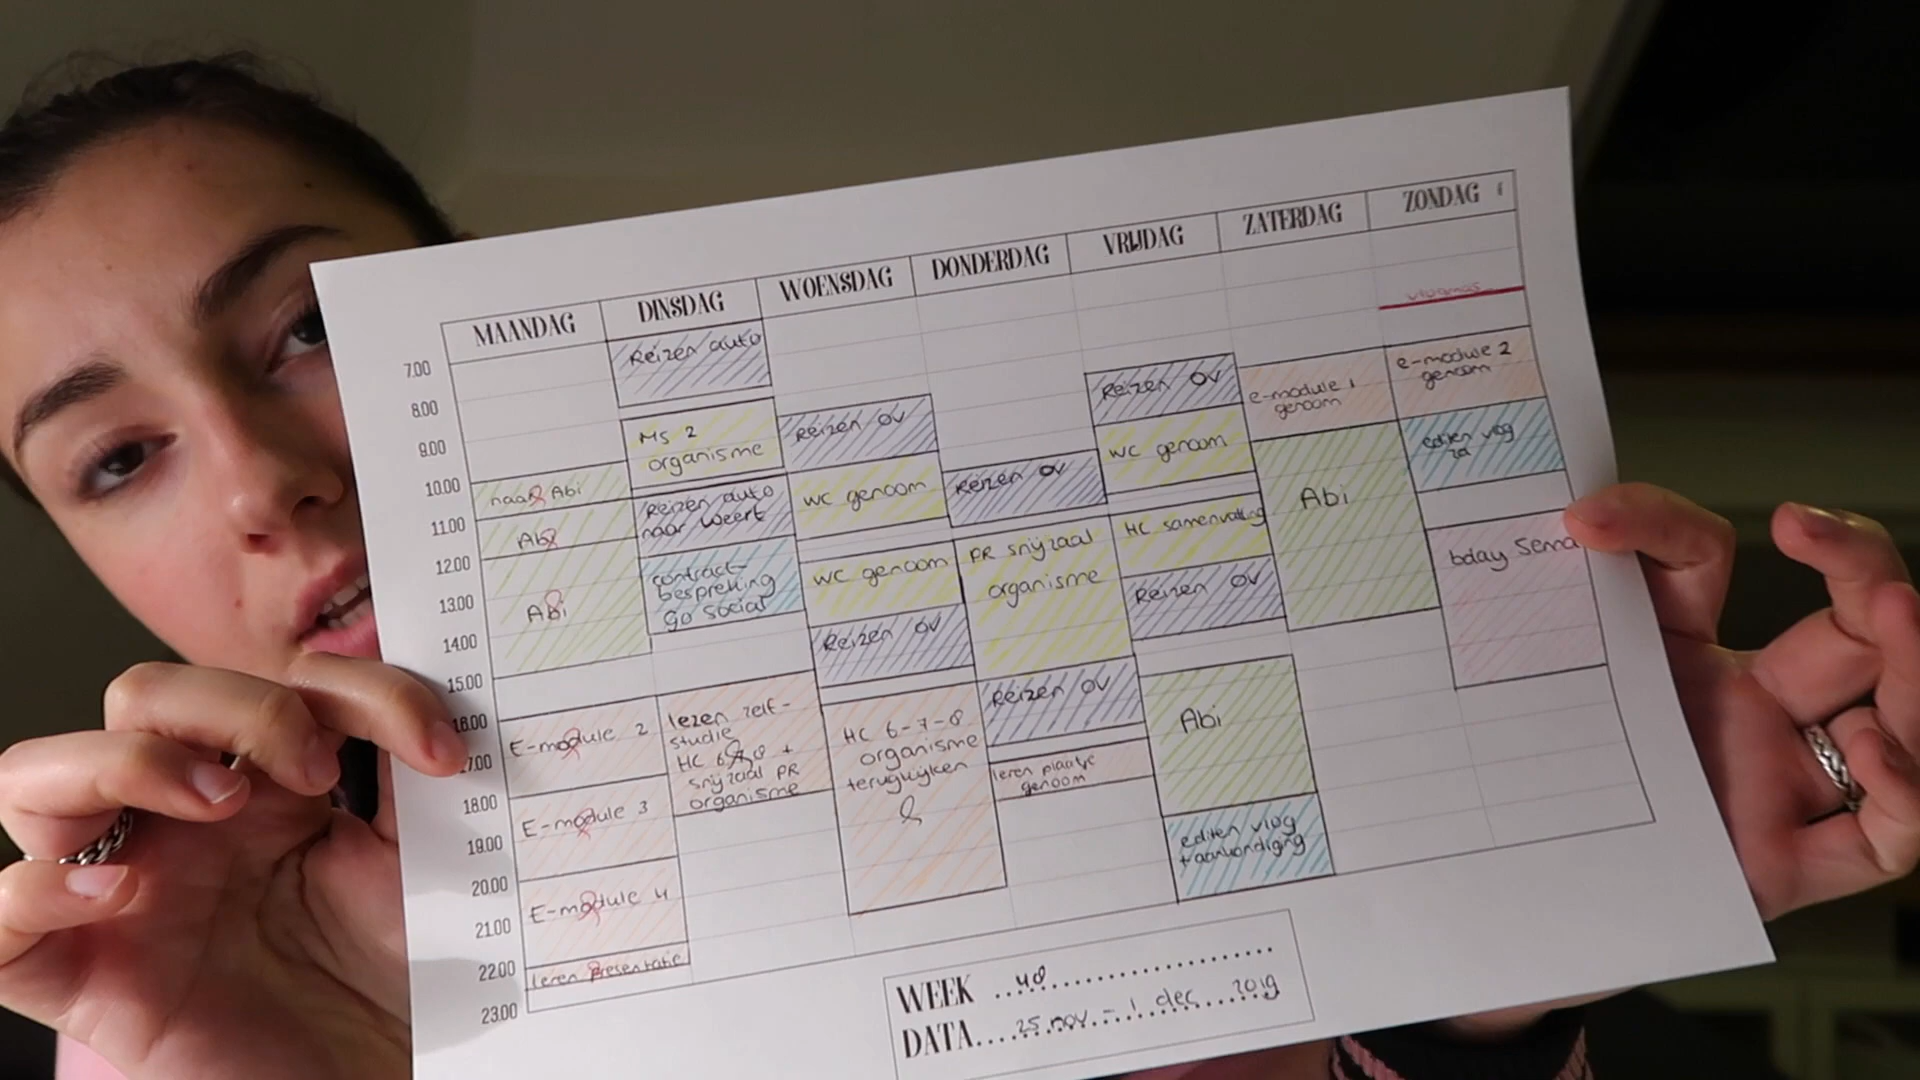 MAANDAG
DINSDAG
WOENSDAG
DONDERDAG
VRIJDAG
ZATERDAG
ZONDAG
7.00
8.00
9.00
10.00
11.00
12.00
13.00
14.00
15.00
16.00
17.00
18.00
19.00
20.00
21.00
22.00
23.00
naar Abi
Abi
Abi
E-module 2
E-module 3
E-module 4
leren presentatie
Reizen auto
MS 2
organisme
Reizen auto
naar Weert
contract-
bespreking
go social
lezen zelf-
studie
HC 6 8 +
snijzaal PR
organisme
Reizen OV
WC genoom
WC genoom
Reizen OV
HC 6-7-8
organisme
terugkijken
Reizen OV
PR snijzaal
organisme
Reizen OV
leren plaatje
genoom
Reizen OV
WC genoom
HC samenvatting
Reizen OV
Abi
editen vlog
+ aankondiging
e-module 1
genoom
Abi
vlogmas
e-module 2
genoom
editen vlog
za
bday Sema
WEEK ...48...
DATA....25 nov - 1 dec 2019